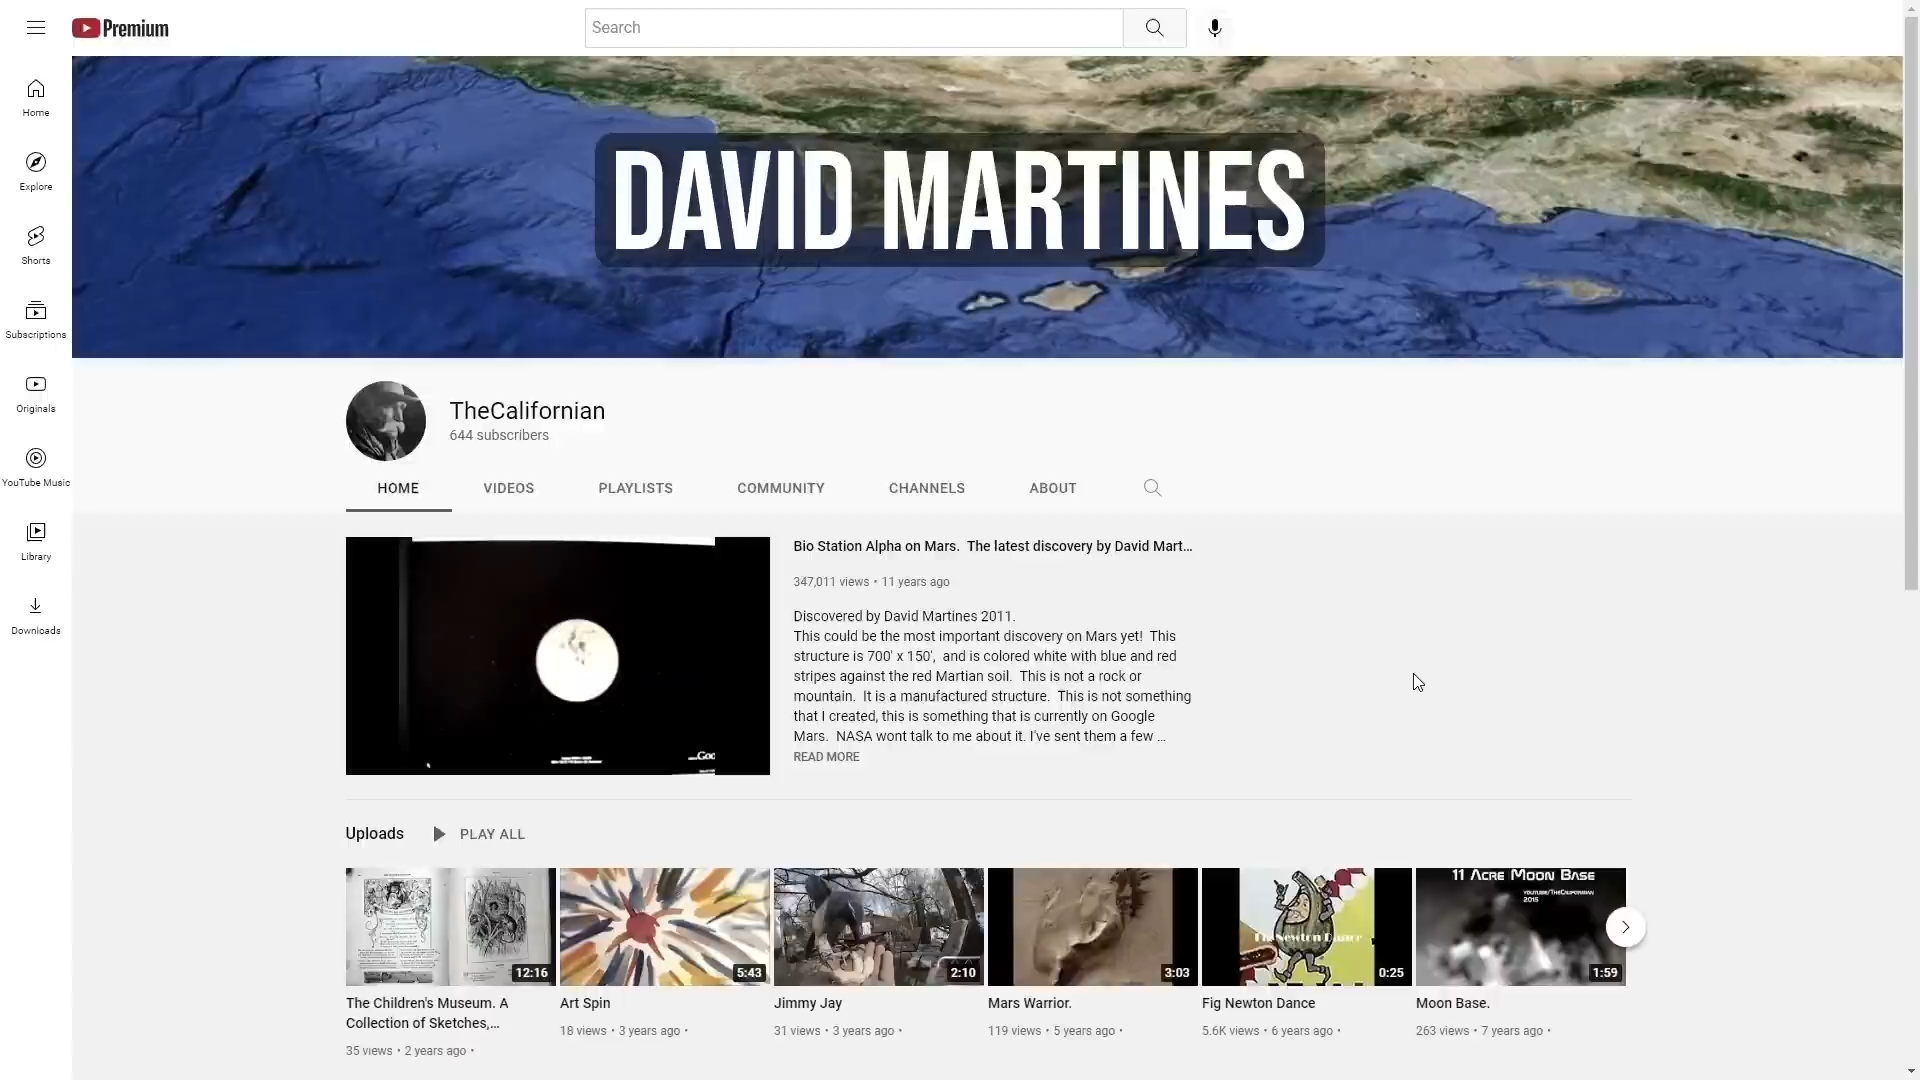 Premium
Search
Home
Explore
Shorts
Subscriptions
Originals
YouTube Music
Library
Downloads
DAVID MARTINES
TheCalifornian
644 subscribers
HOME
VIDEOS
PLAYLISTS
COMMUNITY
CHANNELS
ABOUT
Bio Station Alpha on Mars.  The latest discovery by David Mart...
347,011 views • 11 years ago
Discovered by David Martines 2011.
This could be the most important discovery on Mars yet!  This
structure is 700' x 150',  and is colored white with blue and red
stripes against the red Martian soil.  This is not a rock or
mountain.  It is a manufactured structure.  This is not something
that I created, this is something that is currently on Google
Mars.  NASA wont talk to me about it. I've sent them a few ...
READ MORE
Uploads
PLAY ALL
12:16
The Children's Museum. A
Collection of Sketches,...
35 views • 2 years ago •
5:43
Art Spin
18 views • 3 years ago •
2:10
Jimmy Jay
31 views • 3 years ago •
3:03
Mars Warrior.
119 views • 5 years ago •
Fig Newton Dance
0:25
Fig Newton Dance
5.6K views • 6 years ago •
11 ACRE MOON BASE
YOUTUBE/THECALIFORNIAN
2015
1:59
Moon Base.
263 views • 7 years ago •